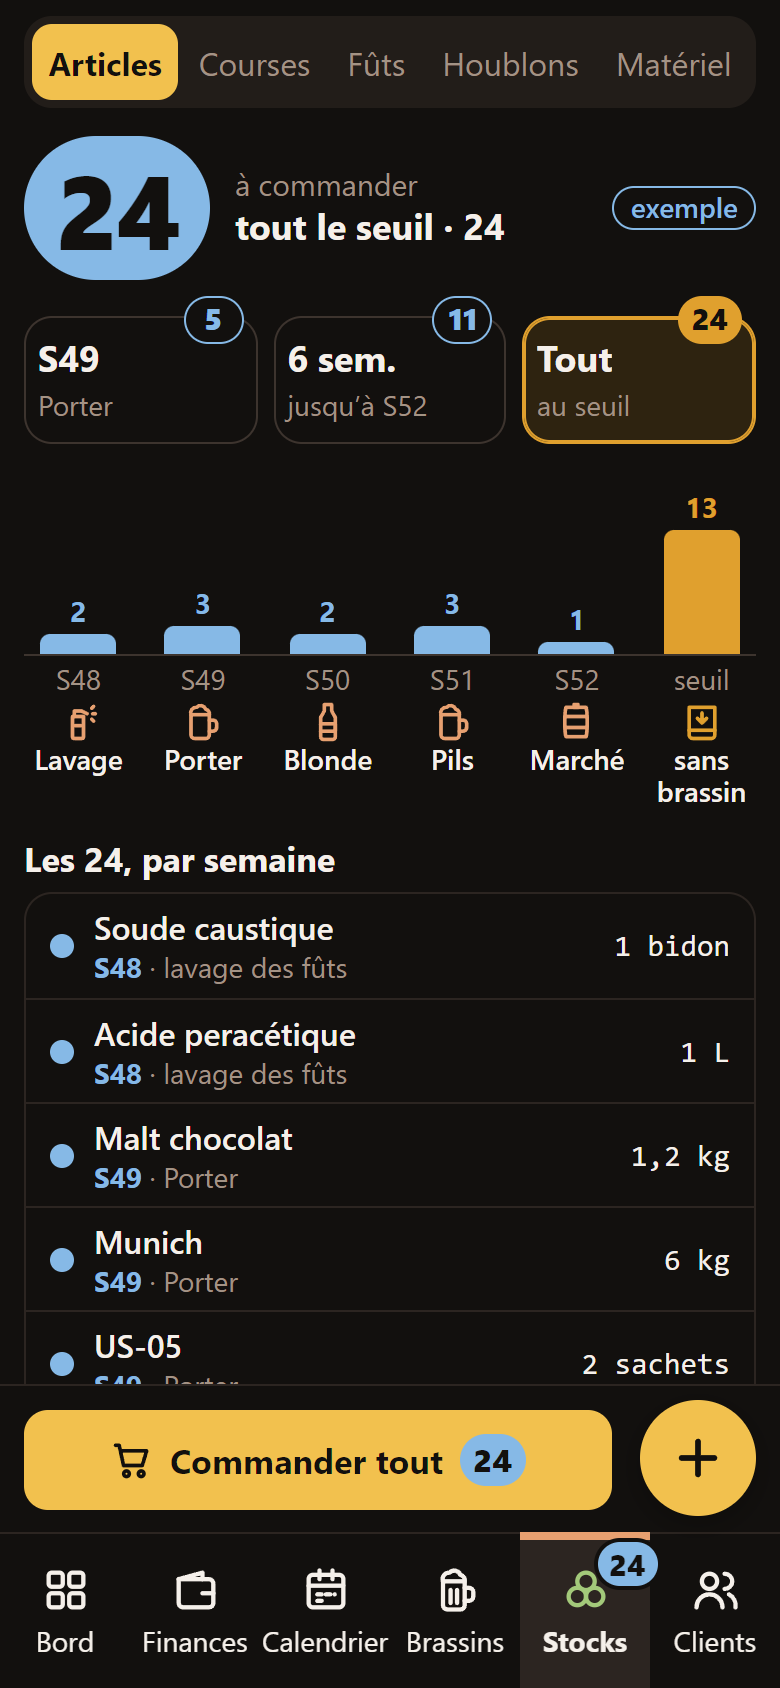 Articles Courses Fûts Houblons Matériel
24
à commander
tout le seuil · 24
exemple
5
S49
Porter
11
6 sem.
jusqu’à S52
24
Tout
au seuil
2 3 2 3 1 13
S48 S49 S50 S51 S52 seuil
Lavage Porter Blonde Pils Marché sans
brassin
Les 24, par semaine
Soude caustique
S48 · lavage des fûts
1 bidon
Acide peracétique
S48 · lavage des fûts
1 L
Malt chocolat
S49 · Porter
1,2 kg
Munich
S49 · Porter
6 kg
US-05
S49 · Porter
2 sachets
Commander tout 24
24
Bord Finances Calendrier Brassins Stocks Clients